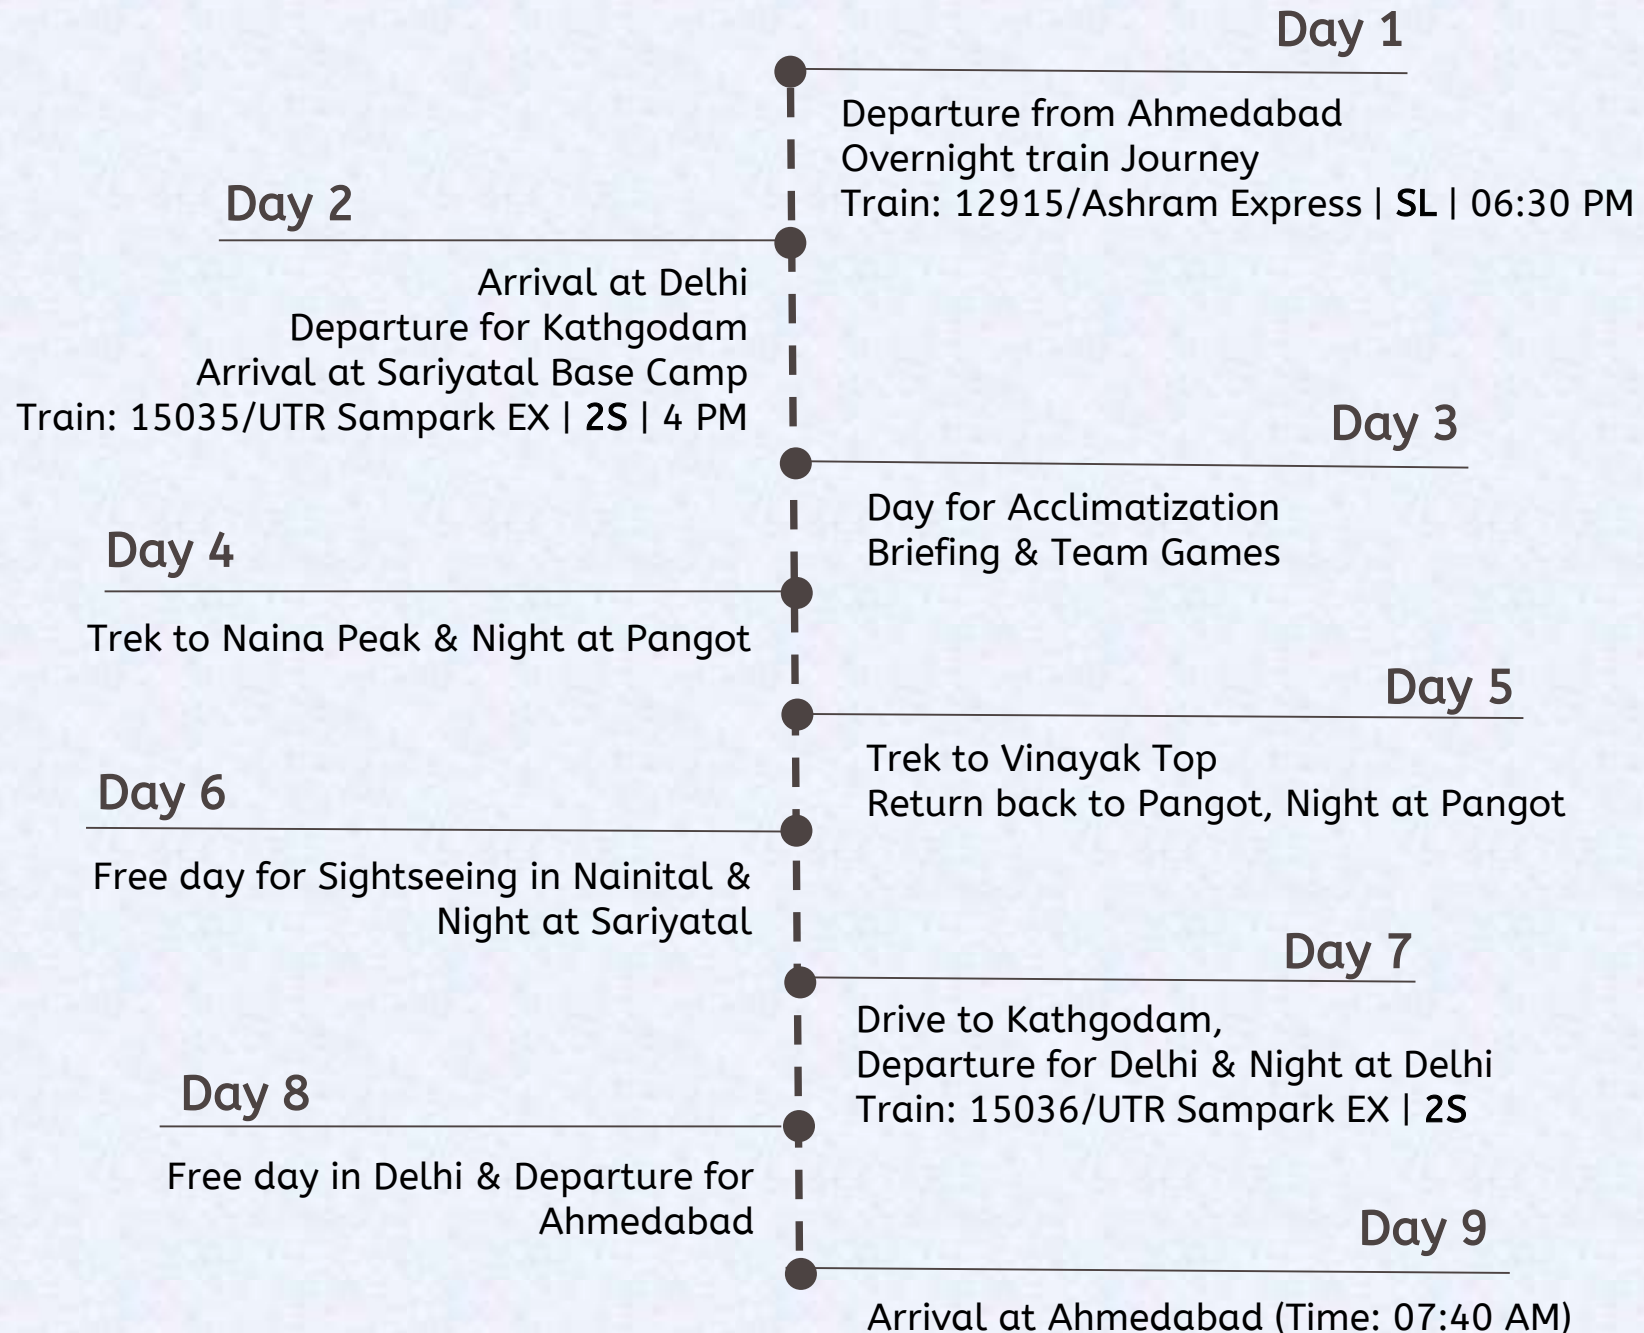 Day 1
Departure from Ahmedabad
Overnight train Journey
Train: 12915/Ashram Express | SL | 06:30 PM
Day 2
Arrival at Delhi
Departure for Kathgodam
Arrival at Sariyatal Base Camp
Train: 15035/UTR Sampark EX | 2S | 4 PM
Day 3
Day for Acclimatization
Briefing & Team Games
Day 4
Trek to Naina Peak & Night at Pangot
Day 5
Trek to Vinayak Top
Return back to Pangot, Night at Pangot
Day 6
Free day for Sightseeing in Nainital &
Night at Sariyatal
Day 7
Drive to Kathgodam,
Departure for Delhi & Night at Delhi
Train: 15036/UTR Sampark EX | 2S
Day 8
Free day in Delhi & Departure for
Ahmedabad
Day 9
Arrival at Ahmedabad (Time: 07:40 AM)